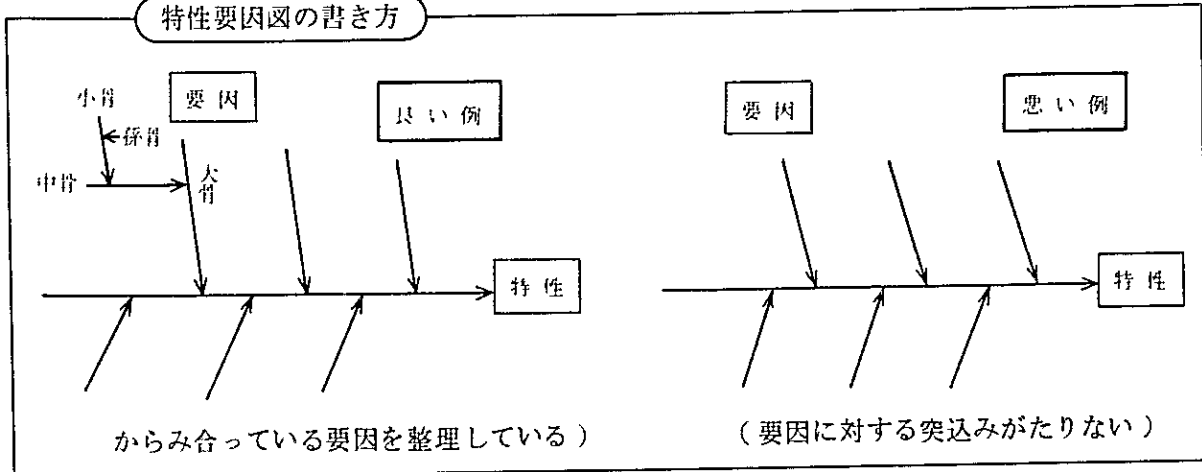 特性要因図の書き方
小骨
要因
良い例
孫骨
中骨
大骨
特性
からみ合っている要因を整理している）
要因
悪い例
特性
（要因に対する突込みがたりない）